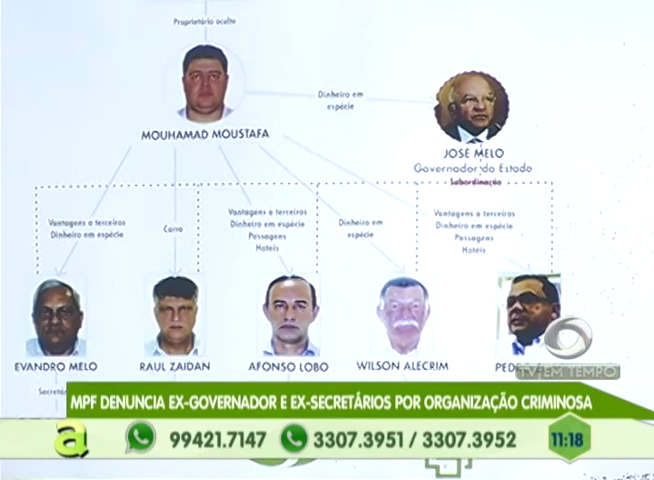 Proprietário oculto
Dinheiro em
espécie
MOUHAMAD MOUSTAFA
JOSÉ MELO
Governador do Estado
Subordinação
Vantagens a terceiros
Dinheiro em espécie
Carro
Vantagens a terceiros
Dinheiro em espécie
Passagens
Hotéis
Dinheiro em
espécie
Vantagens a terceiros
Dinheiro em espécie
Passagens
Hotéis
EVANDRO MELO
RAUL ZAIDAN
AFONSO LOBO
WILSON ALECRIM
TV EM TEMPO
MPF DENUNCIA EX-GOVERNADOR E EX-SECRETÁRIOS POR ORGANIZAÇÃO CRIMINOSA
a
99421.7147
3307.3951 / 3307.3952
11:18